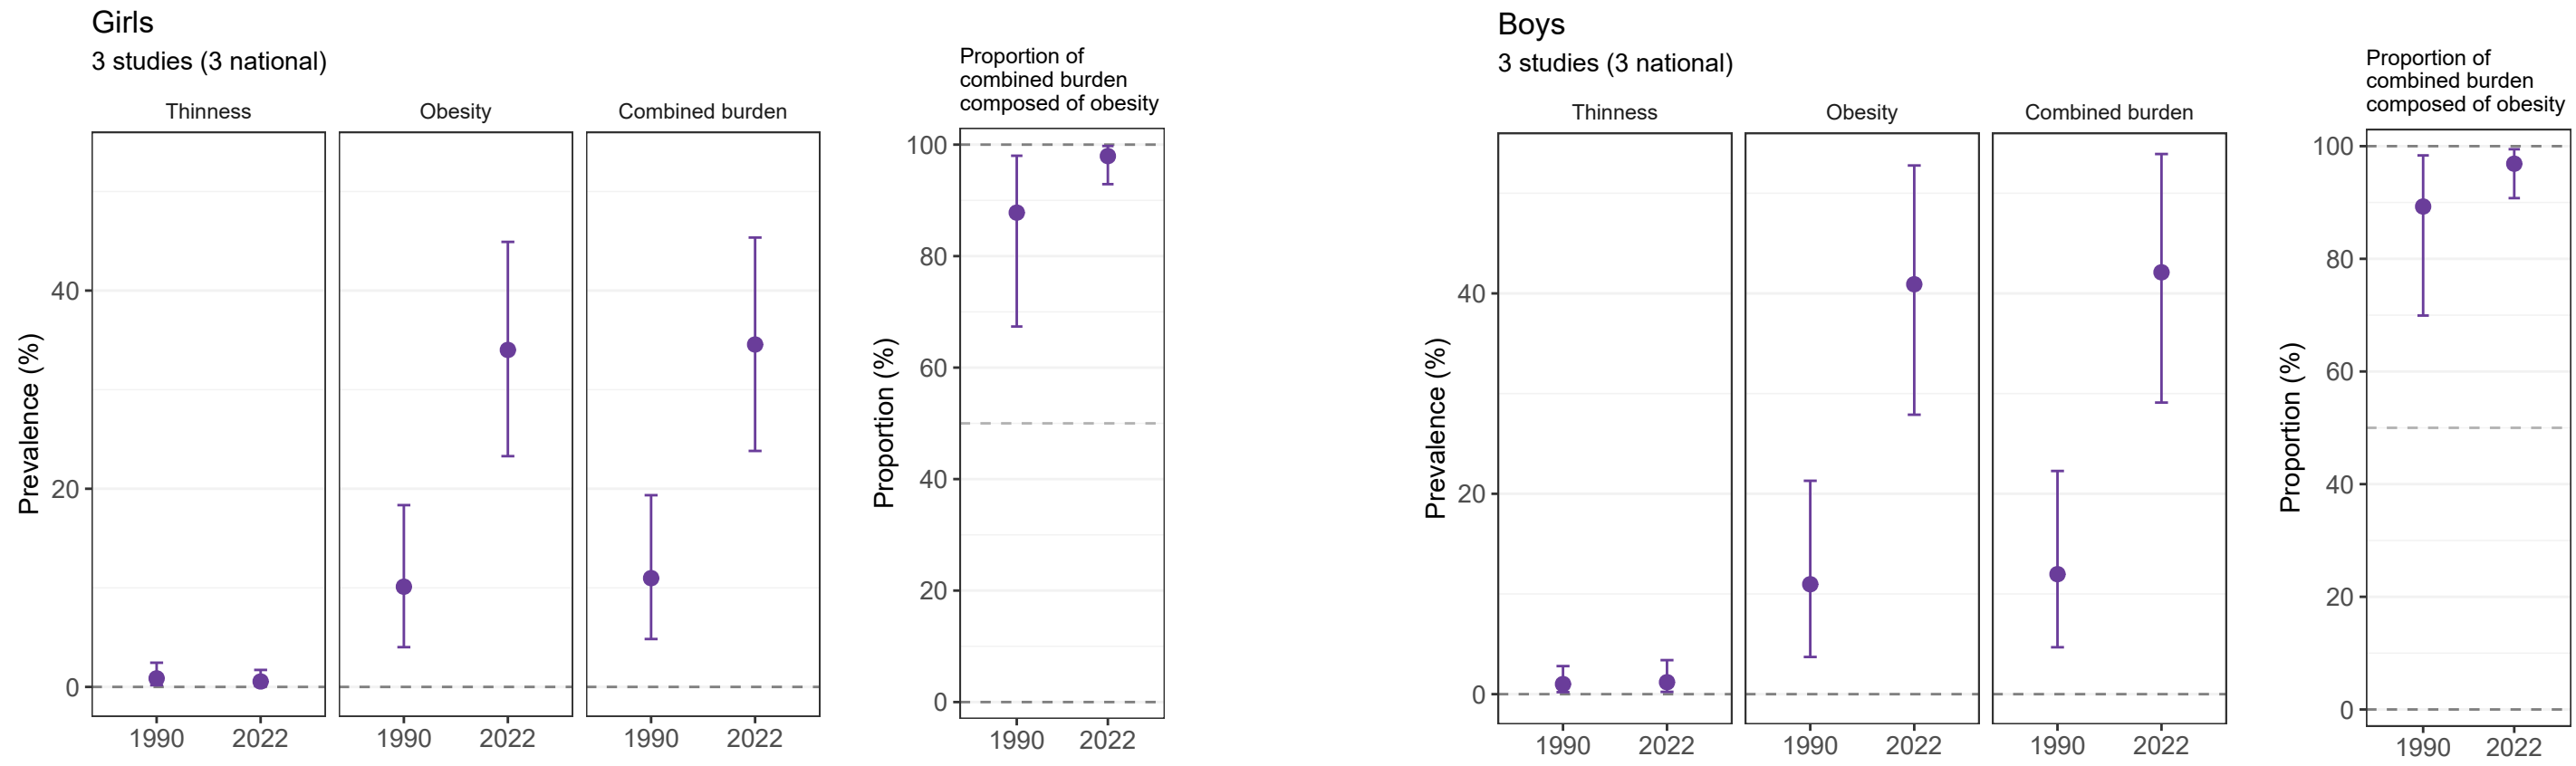 Girls
3 studies (3 national)
Thinness
Obesity
Combined burden
Prevalence (%)
40
20
0
1990
2022
1990
2022
1990
2022
Proportion of
combined burden
composed of obesity
Proportion (%)
100
80
60
40
20
0
1990
2022
Boys
3 studies (3 national)
Thinness
Obesity
Combined burden
Prevalence (%)
40
20
0
1990
2022
1990
2022
1990
2022
Proportion of
combined burden
composed of obesity
Proportion (%)
100
80
60
40
20
0
1990
2022